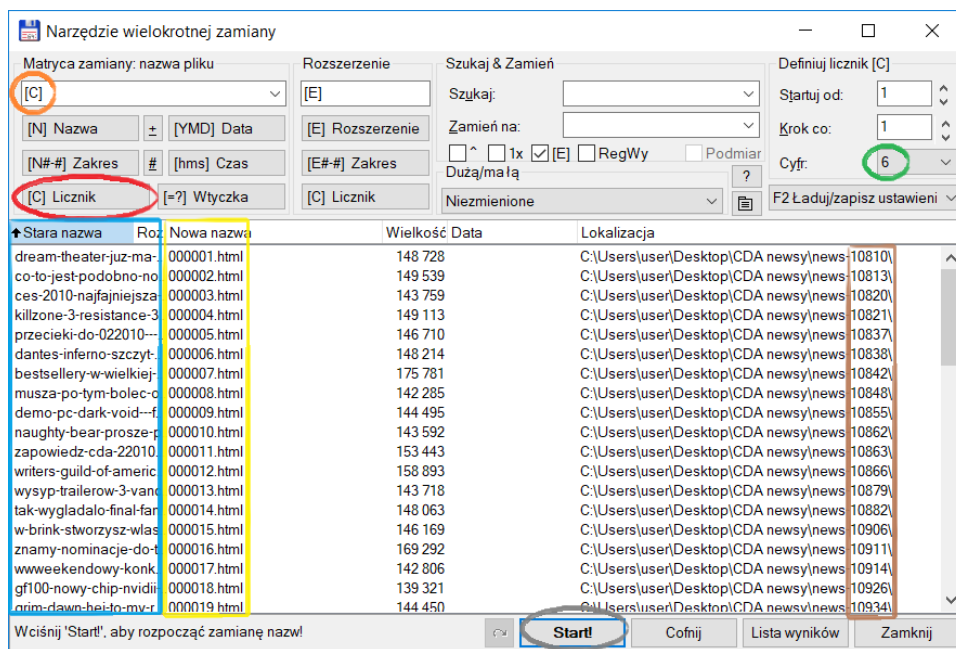 Narzędzie wielokrotnej zamiany
Matryca zamiany: nazwa pliku
Rozszerzenie
Szukaj & Zamień
Definiuj licznik [C]
[C]
[E]
Szukaj:
Startuj od: 1
[N] Nazwa + [YMD] Data
[E] Rozszerzenie
Zamień na:
Krok co: 1
^ 1x [E] RegWy Podmiar
[N#-#] Zakres # [hms] Czas
[E#-#] Zakres
Cyfr: 6
Dużą/małą ?
[C] Licznik [=?] Wtyczka
[C] Licznik
Niezmienione
F2 Ładuj/zapisz ustawieni
Stara nazwa Roz Nowa nazwa Wielkość Data Lokalizacja
dream-theater-juz-ma-.. 000001.html 148 728 C:\Users\user\Desktop\CDA newsy\news-10810\
co-to-jest-podobno-no 000002.html 149 539 C:\Users\user\Desktop\CDA newsy\news-10813\
ces-2010-najfajniejsza- 000003.html 143 759 C:\Users\user\Desktop\CDA newsy\news-10820\
killzone-3-resistance-3 000004.html 149 113 C:\Users\user\Desktop\CDA newsy\news-10821\
przecieki-do-022010---. 000005.html 146 710 C:\Users\user\Desktop\CDA newsy\news-10837\
dantes-inferno-szczyt-. 000006.html 148 214 C:\Users\user\Desktop\CDA newsy\news-10838\
bestsellery-w-wielkiej- 000007.html 175 781 C:\Users\user\Desktop\CDA newsy\news-10842\
musza-po-tym-bolec-o 000008.html 142 285 C:\Users\user\Desktop\CDA newsy\news-10848\
demo-pc-dark-void---f. 000009.html 144 495 C:\Users\user\Desktop\CDA newsy\news-10855\
naughty-bear-prosze-p 000010.html 143 592 C:\Users\user\Desktop\CDA newsy\news-10862\
zapowiedz-cda-22010. 000011.html 153 443 C:\Users\user\Desktop\CDA newsy\news-10863\
writers-guild-of-americ 000012.html 158 893 C:\Users\user\Desktop\CDA newsy\news-10866\
wysyp-trailerow-3-vand 000013.html 143 718 C:\Users\user\Desktop\CDA newsy\news-10879\
tak-wygladalo-final-fan 000014.html 148 063 C:\Users\user\Desktop\CDA newsy\news-10882\
w-brink-stworzysz-wlas 000015.html 146 169 C:\Users\user\Desktop\CDA newsy\news-10906\
znamy-nominacje-do-t 000016.html 169 292 C:\Users\user\Desktop\CDA newsy\news-10911\
wwweekendowy-konk. 000017.html 142 806 C:\Users\user\Desktop\CDA newsy\news-10914\
gf100-nowy-chip-nvidii- 000018.html 139 321 C:\Users\user\Desktop\CDA newsy\news-10926\
grim-dawn-hej-to-my-r 000019.html 144 450 C:\Users\user\Desktop\CDA newsy\news-10934\
Wciśnij 'Start!', aby rozpocząć zamianę nazw!
Start! Cofnij Lista wyników Zamknij